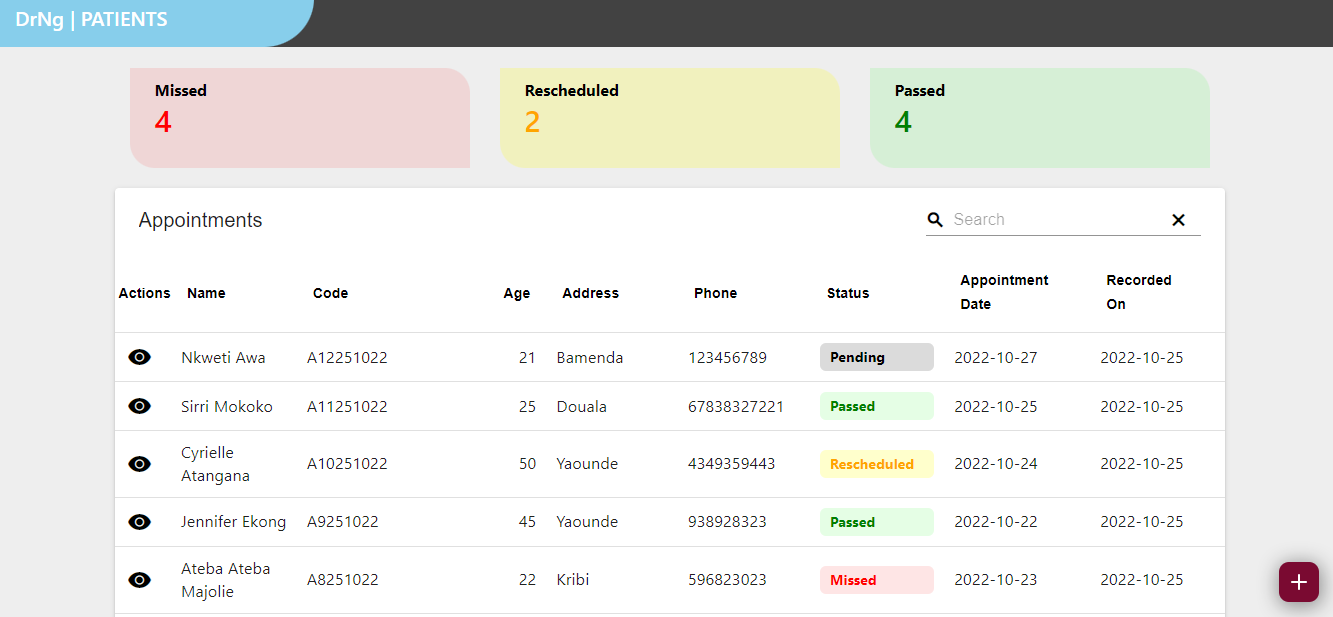 DrNg | PATIENTS
Missed
4
Rescheduled
2
Passed
4
Appointments
Search
Actions Name Code Age Address Phone Status Appointment Date Recorded On
Nkweti Awa A12251022 21 Bamenda 123456789 Pending 2022-10-27 2022-10-25
Sirri Mokoko A11251022 25 Douala 67838327221 Passed 2022-10-25 2022-10-25
Cyrielle Atangana A10251022 50 Yaounde 4349359443 Rescheduled 2022-10-24 2022-10-25
Jennifer Ekong A9251022 45 Yaounde 938928323 Passed 2022-10-22 2022-10-25
Ateba Ateba Majolie A8251022 22 Kribi 596823023 Missed 2022-10-23 2022-10-25